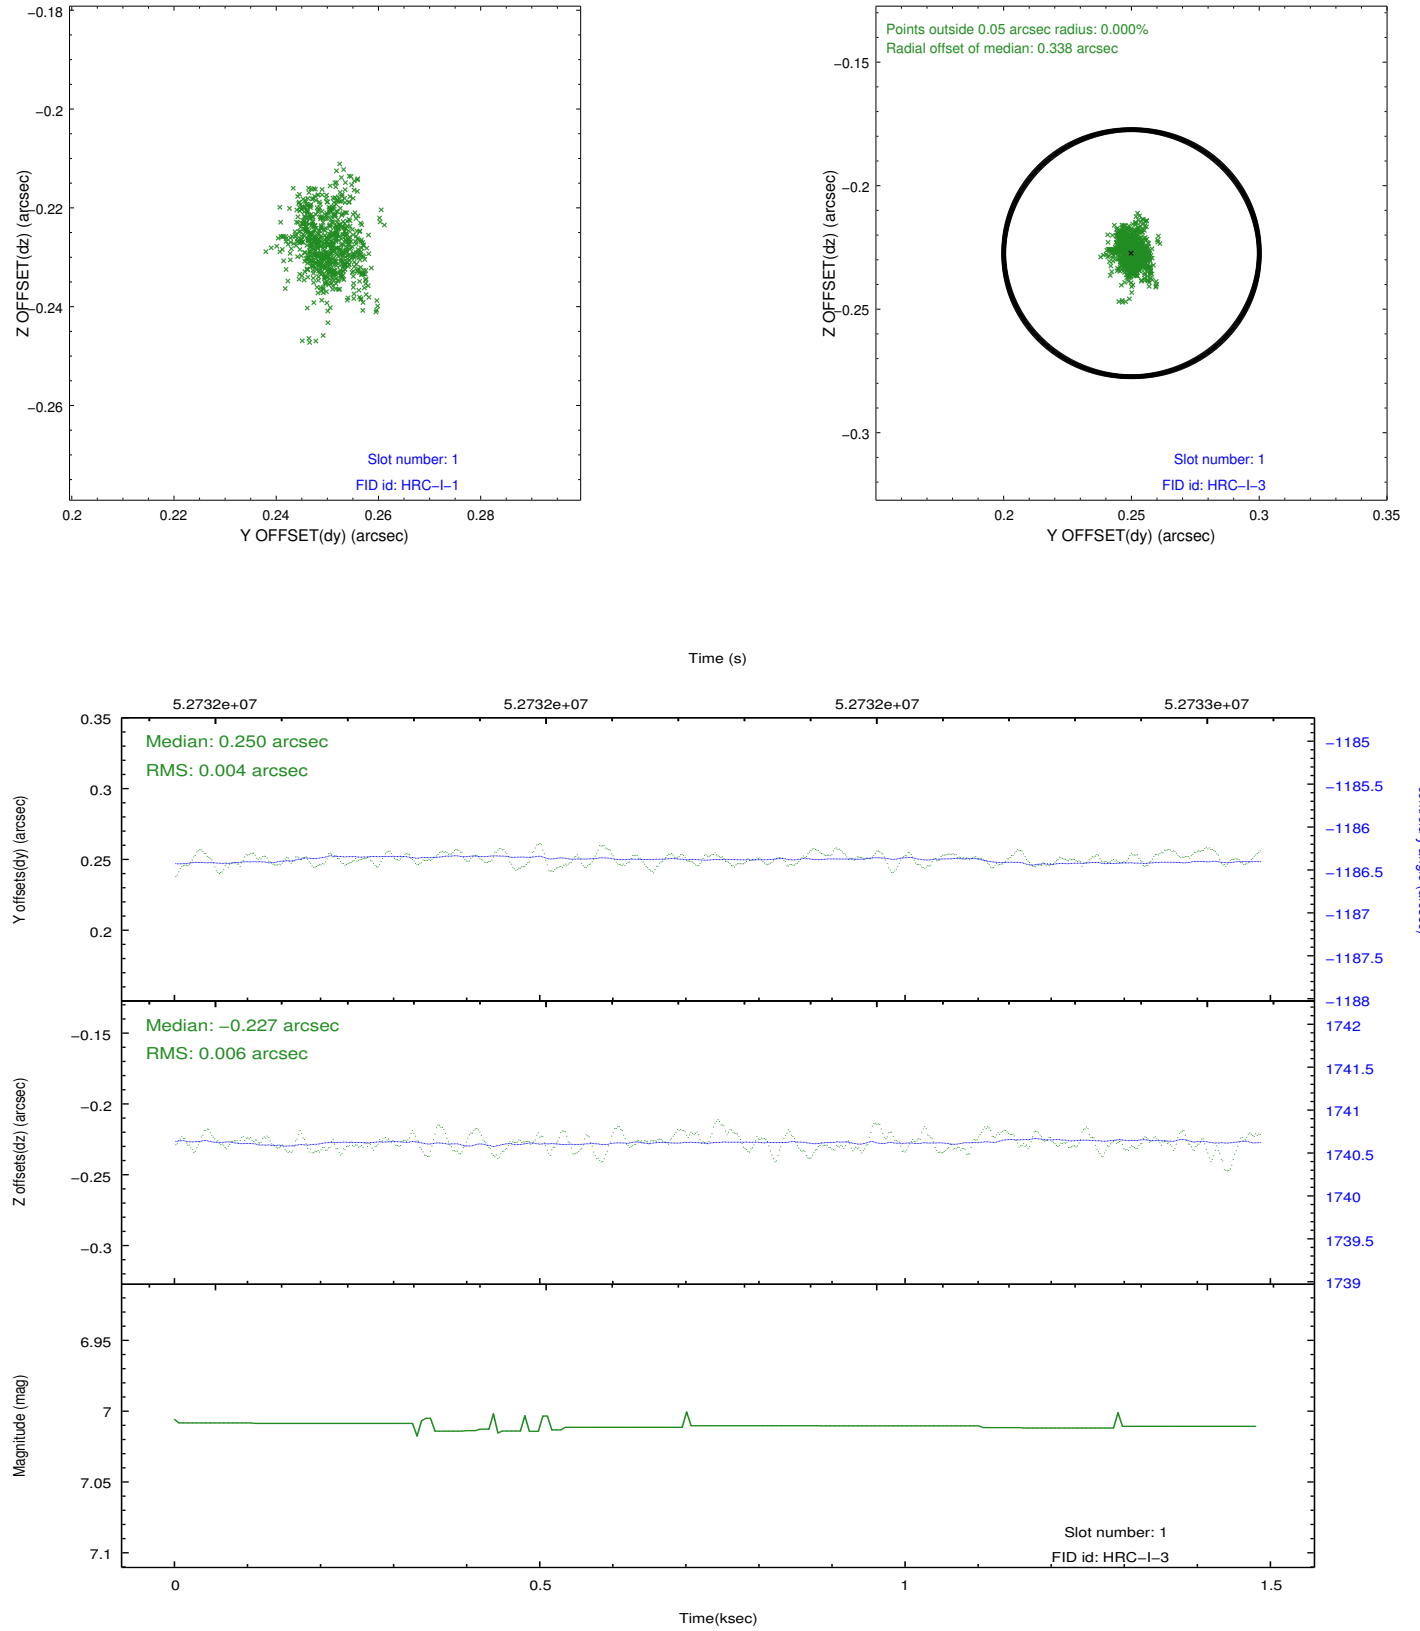 −0.18
−0.2
−0.22
−0.24
−0.26
Z OFFSET(dz) (arcsec)
Slot number: 1
FID id: HRC−I−1
0.2 0.22 0.24 0.26 0.28
Y OFFSET(dy) (arcsec)
Points outside 0.05 arcsec radius: 0.000%
Radial offset of median: 0.338 arcsec
−0.15
−0.2
−0.25
−0.3
Z OFFSET(dz) (arcsec)
Slot number: 1
FID id: HRC−I−3
0.2 0.25 0.3 0.35
Y OFFSET(dy) (arcsec)
Time (s)
5.2732e+07 5.2732e+07 5.2732e+07 5.2733e+07
Median: 0.250 arcsec
RMS: 0.004 arcsec
0.35
0.3
0.25
0.2
Y offsets(dy) (arcsec)
−1185
−1185.5
−1186
−1186.5
−1187
−1187.5
−1188
Median: −0.227 arcsec
RMS: 0.006 arcsec
−0.15
−0.2
−0.25
−0.3
Z offsets(dz) (arcsec)
1742
1741.5
1741
1740.5
1740
1739.5
1739
6.95
7
7.05
7.1
Magnitude (mag)
Slot number: 1
FID id: HRC−I−3
0 0.5 1 1.5
Time(ksec)